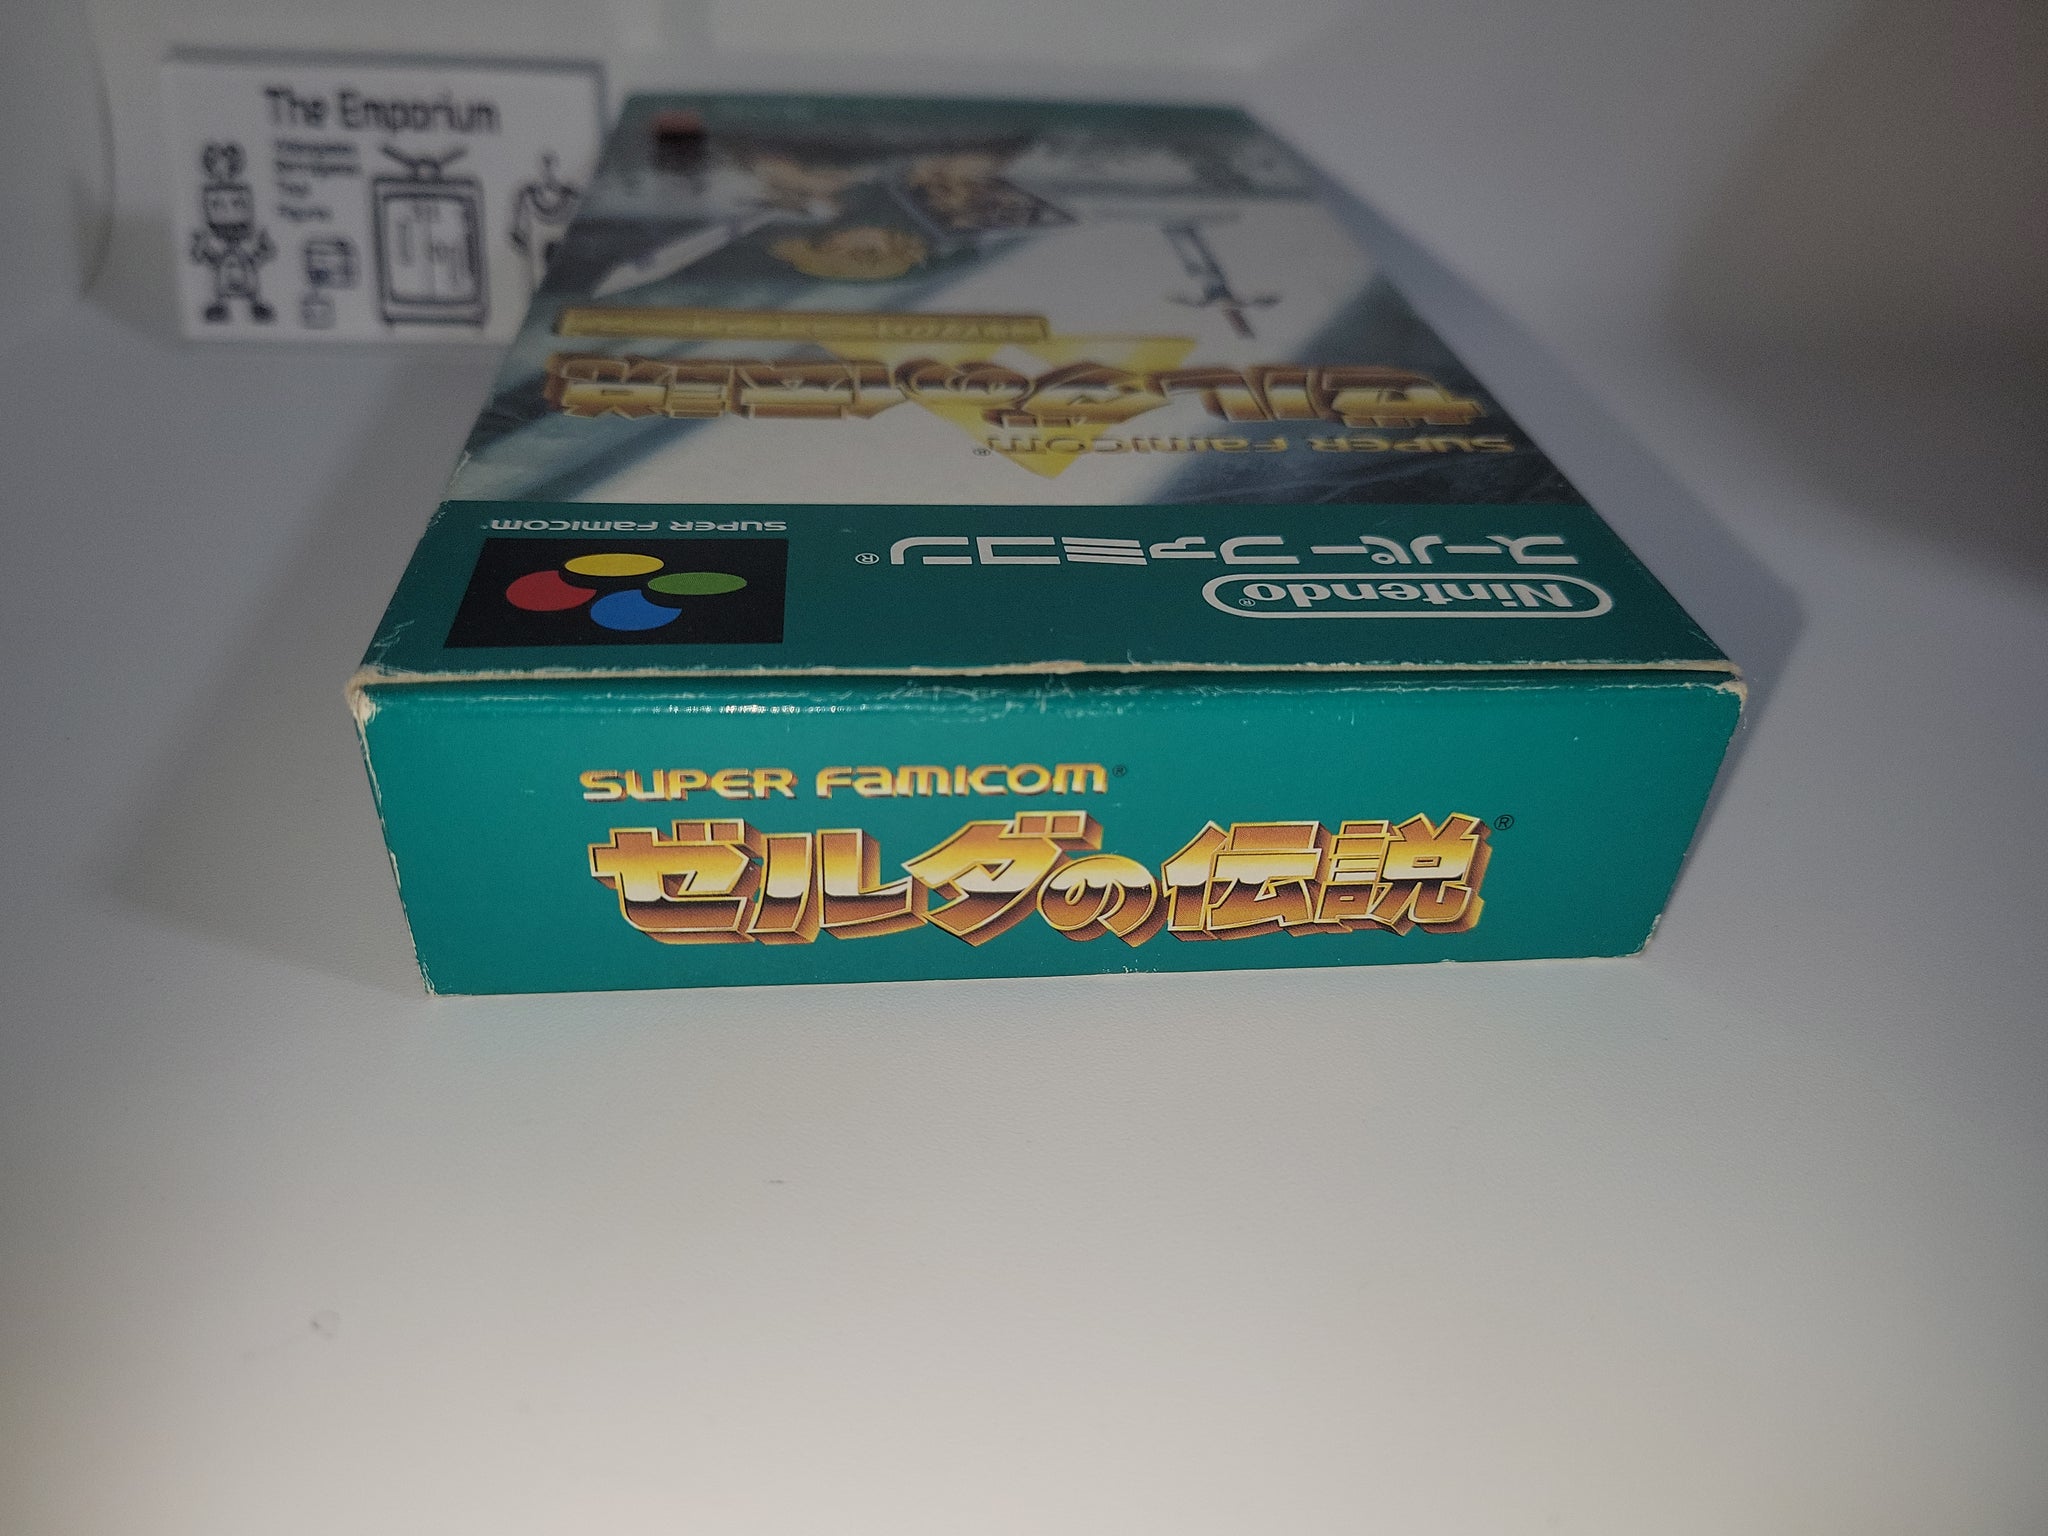 The Emporium
ゼルダの伝説
SUPER FAMICOM®
SUPER FAMICOM
スーパーファミコン®
Nintendo®
SUPER FAMICOM®
ゼルダの伝説®